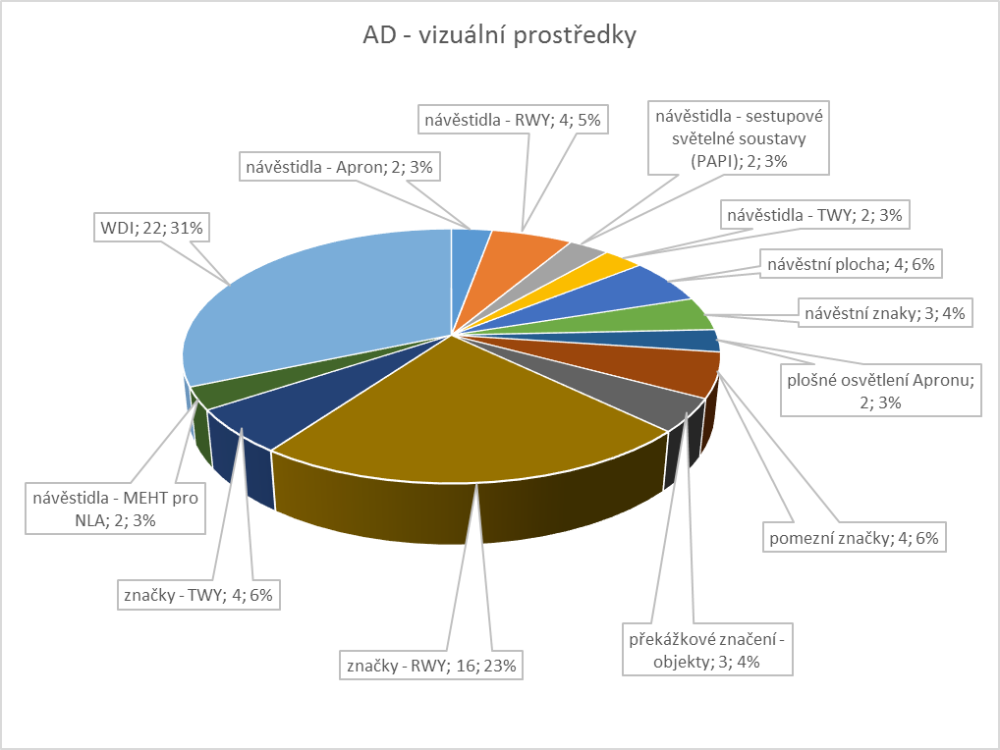 AD - vizuální prostředky
návěstidla - RWY; 4; 5%
návěstidla - sestupové
světelné soustavy
(PAPI); 2; 3%
návěstidla - Apron; 2; 3%
návěstidla - TWY; 2; 3%
WDI; 22; 31%
návěstní plocha; 4; 6%
návěstní znaky; 3; 4%
plošné osvětlení Apronu;
2; 3%
návěstidla - MEHT pro
NLA; 2; 3%
pomezní značky; 4; 6%
značky - TWY; 4; 6%
překážkové značení -
objekty; 3; 4%
značky - RWY; 16; 23%